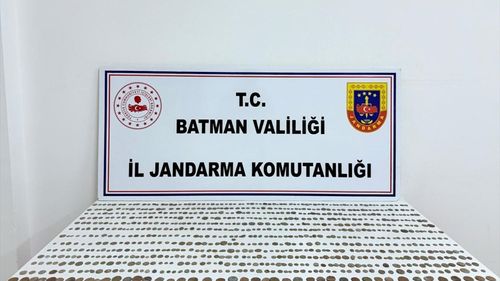 T.C.
BATMAN VALİLİĞİ
İL JANDARMA KOMUTANLIĞI
JANDARMA